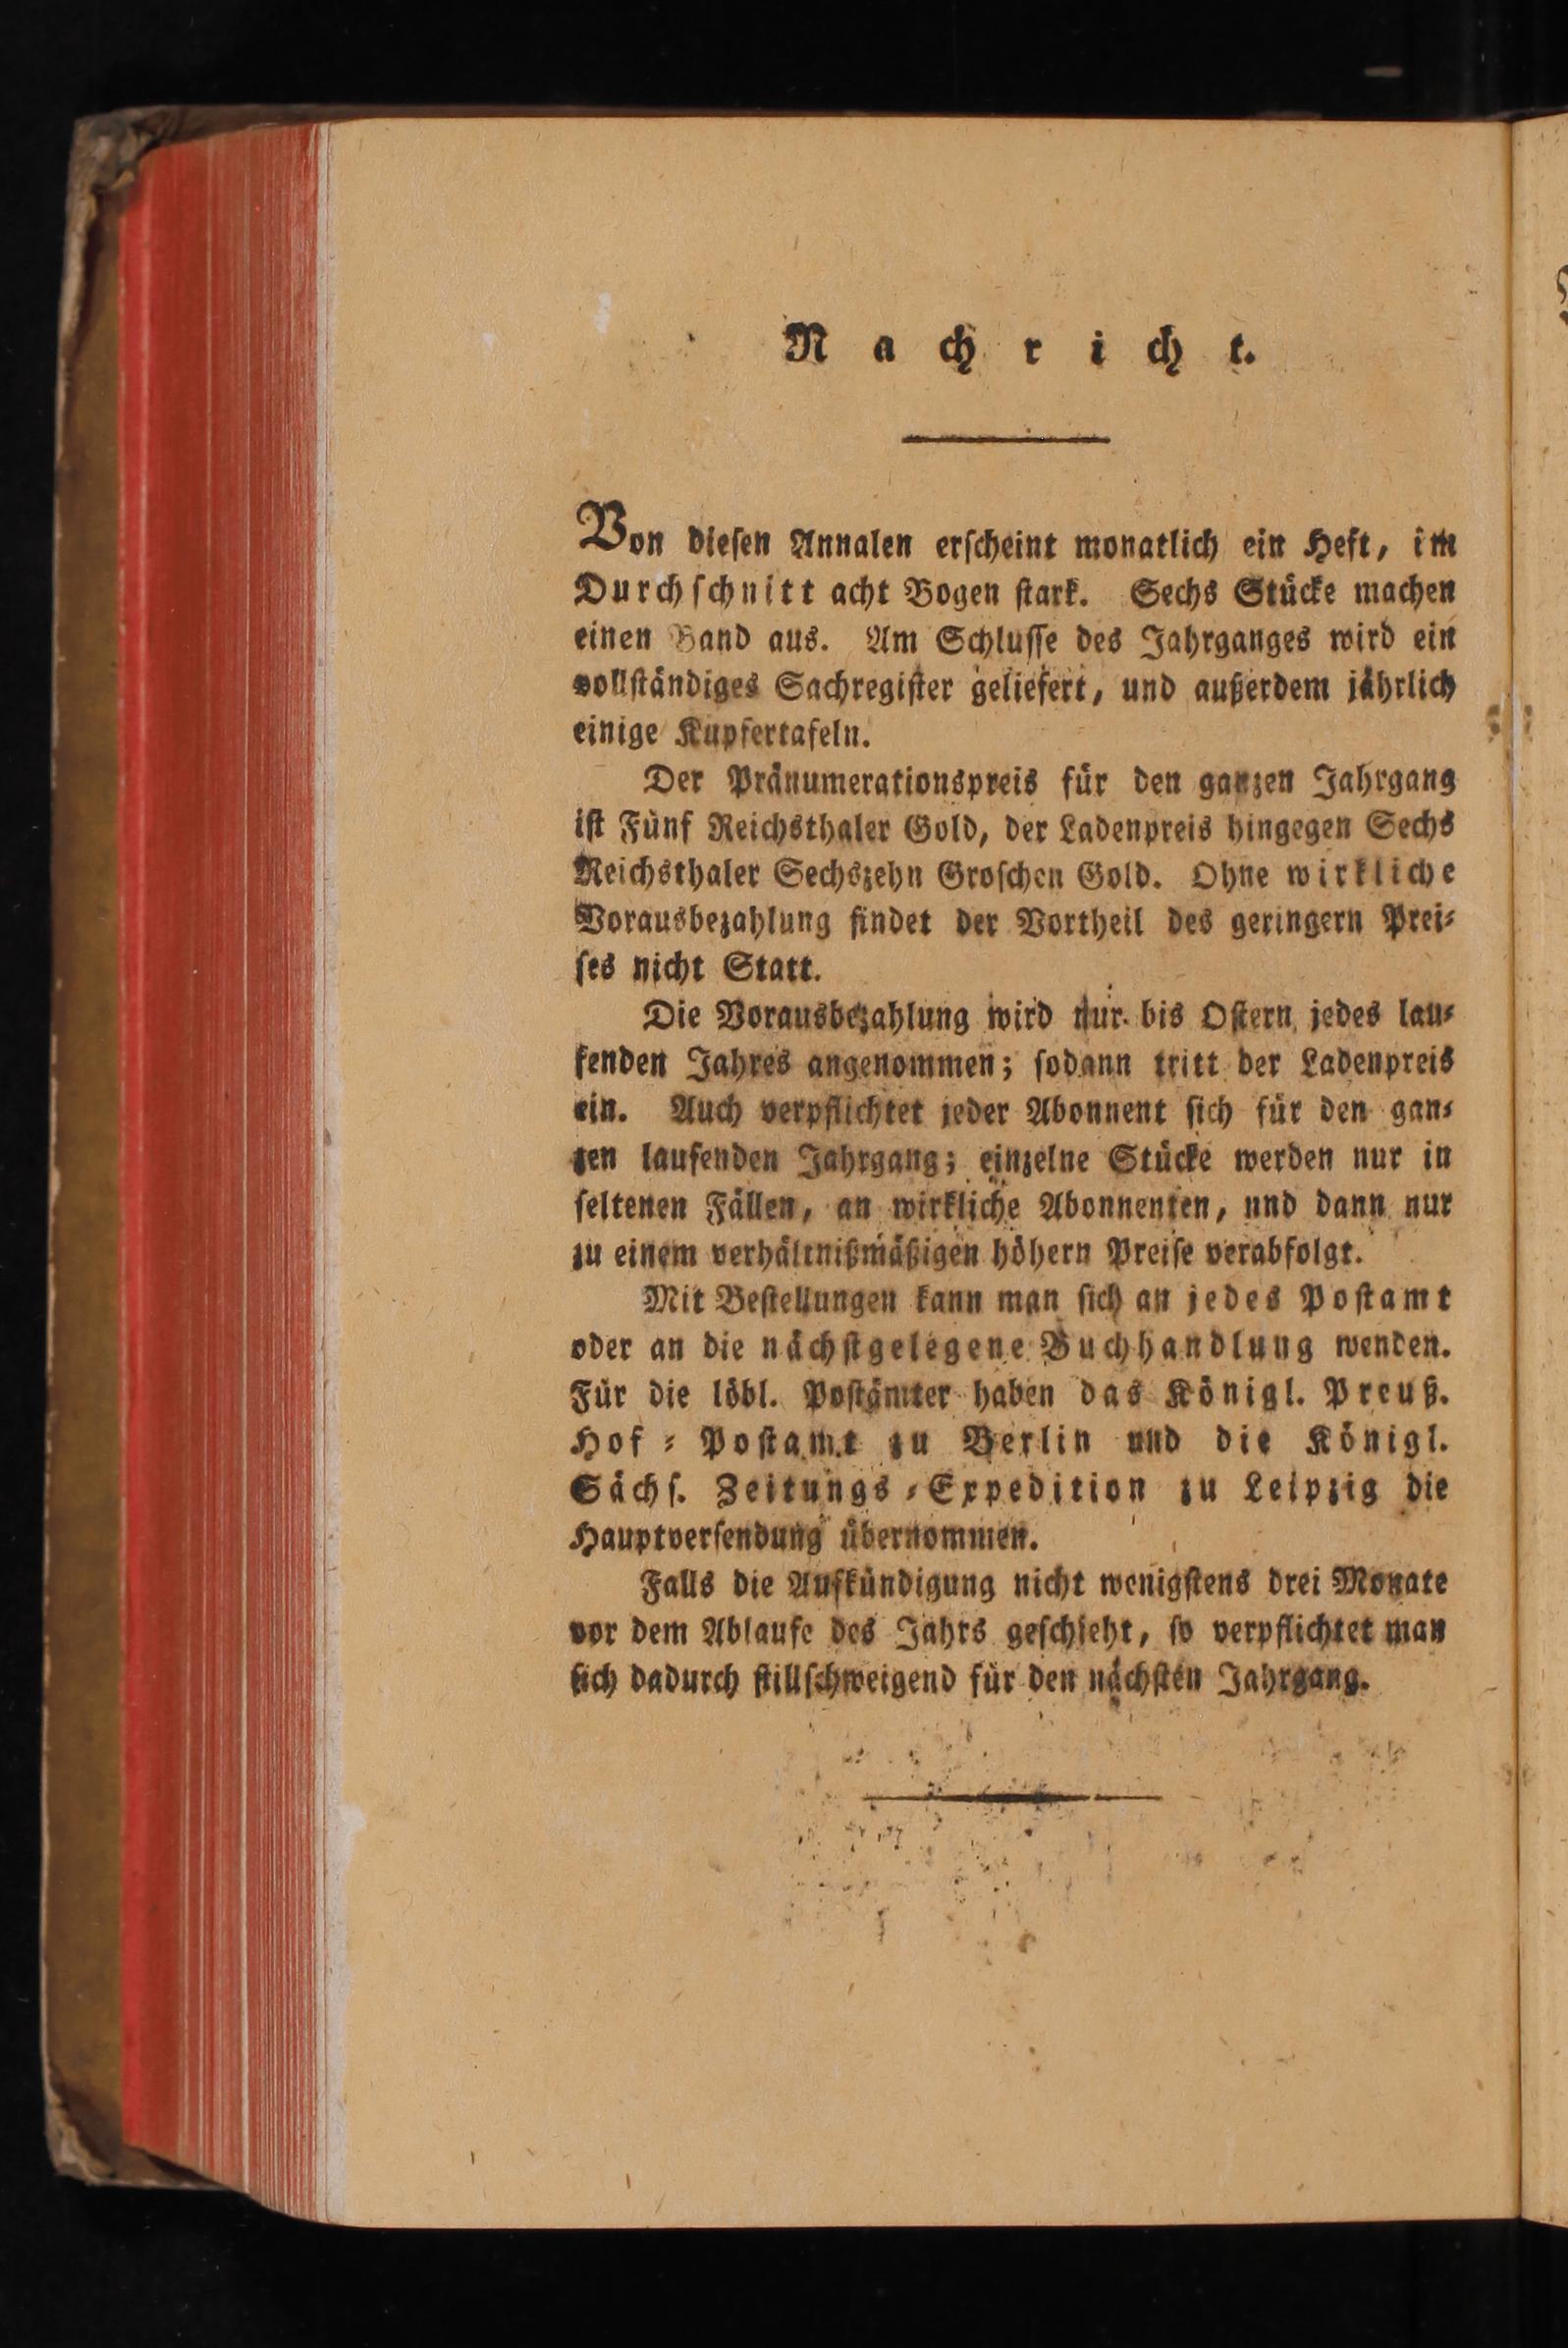 Nachricht.
Von dieſen Annalen erſcheint monatlich ein Heft, im
Durchſchnitt acht Bogen ſtark. Sechs Stücke machen
einen Band aus. Am Schluſſe des Jahrganges wird ein
vollſtändiges Sachregiſter geliefert, und außerdem jährlich
einige Kupfertafeln.
Der Pränumerationspreis für den ganzen Jahrgang
iſt Fünf Reichsthaler Gold, der Ladenpreis hingegen Sechs
Reichsthaler Sechszehn Groſchen Gold. Ohne wirkliche
Vorausbezahlung findet der Vortheil des geringern Prei⸗
ſes nicht Statt.
Die Vorausbezahlung wird nur bis Oſtern jedes lau⸗
fenden Jahres angenommen; ſodann tritt der Ladenpreis
ein. Auch verpflichtet jeder Abonnent ſich für den gan⸗
zen laufenden Jahrgang; einzelne Stücke werden nur in
ſeltenen Fällen, an wirkliche Abonnenten, und dann nur
zu einem verhältnißmäßigen höhern Preiſe verabfolgt.
Mit Beſtellungen kann man ſich an jedes Poſtamt
oder an die nächſtgelegene Buchhandlung wenden.
Für die löbl. Poſtämter haben das Königl. Preuß.
Hof⸗Poſtamt zu Berlin und die Königl.
Sächſ. Zeitungs⸗Expedition zu Leipzig die
Hauptverſendung übernommen.
Falls die Aufkündigung nicht wenigſtens drei Monate
vor dem Ablaufe des Jahrs geſchieht, ſo verpflichtet man
ſich dadurch ſtillſchweigend für den nächſten Jahrgang.